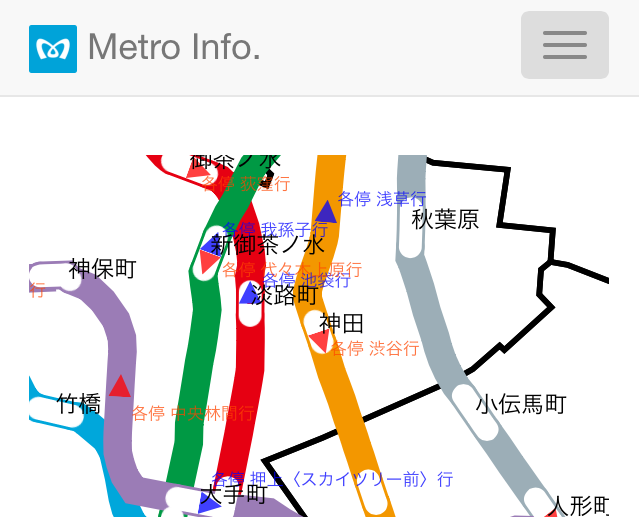 Metro Info.
御茶ノ水
各停 荻窪行
各停 浅草行
秋葉原
各停 我孫子行
新御茶ノ水
各停 代々木上原行
神保町
各停 池袋行
行
淡路町
神田
各停 渋谷行
竹橋
小伝馬町
各停 中央林間行
各停 押上〈スカイツリー前〉行
大手町
人形町